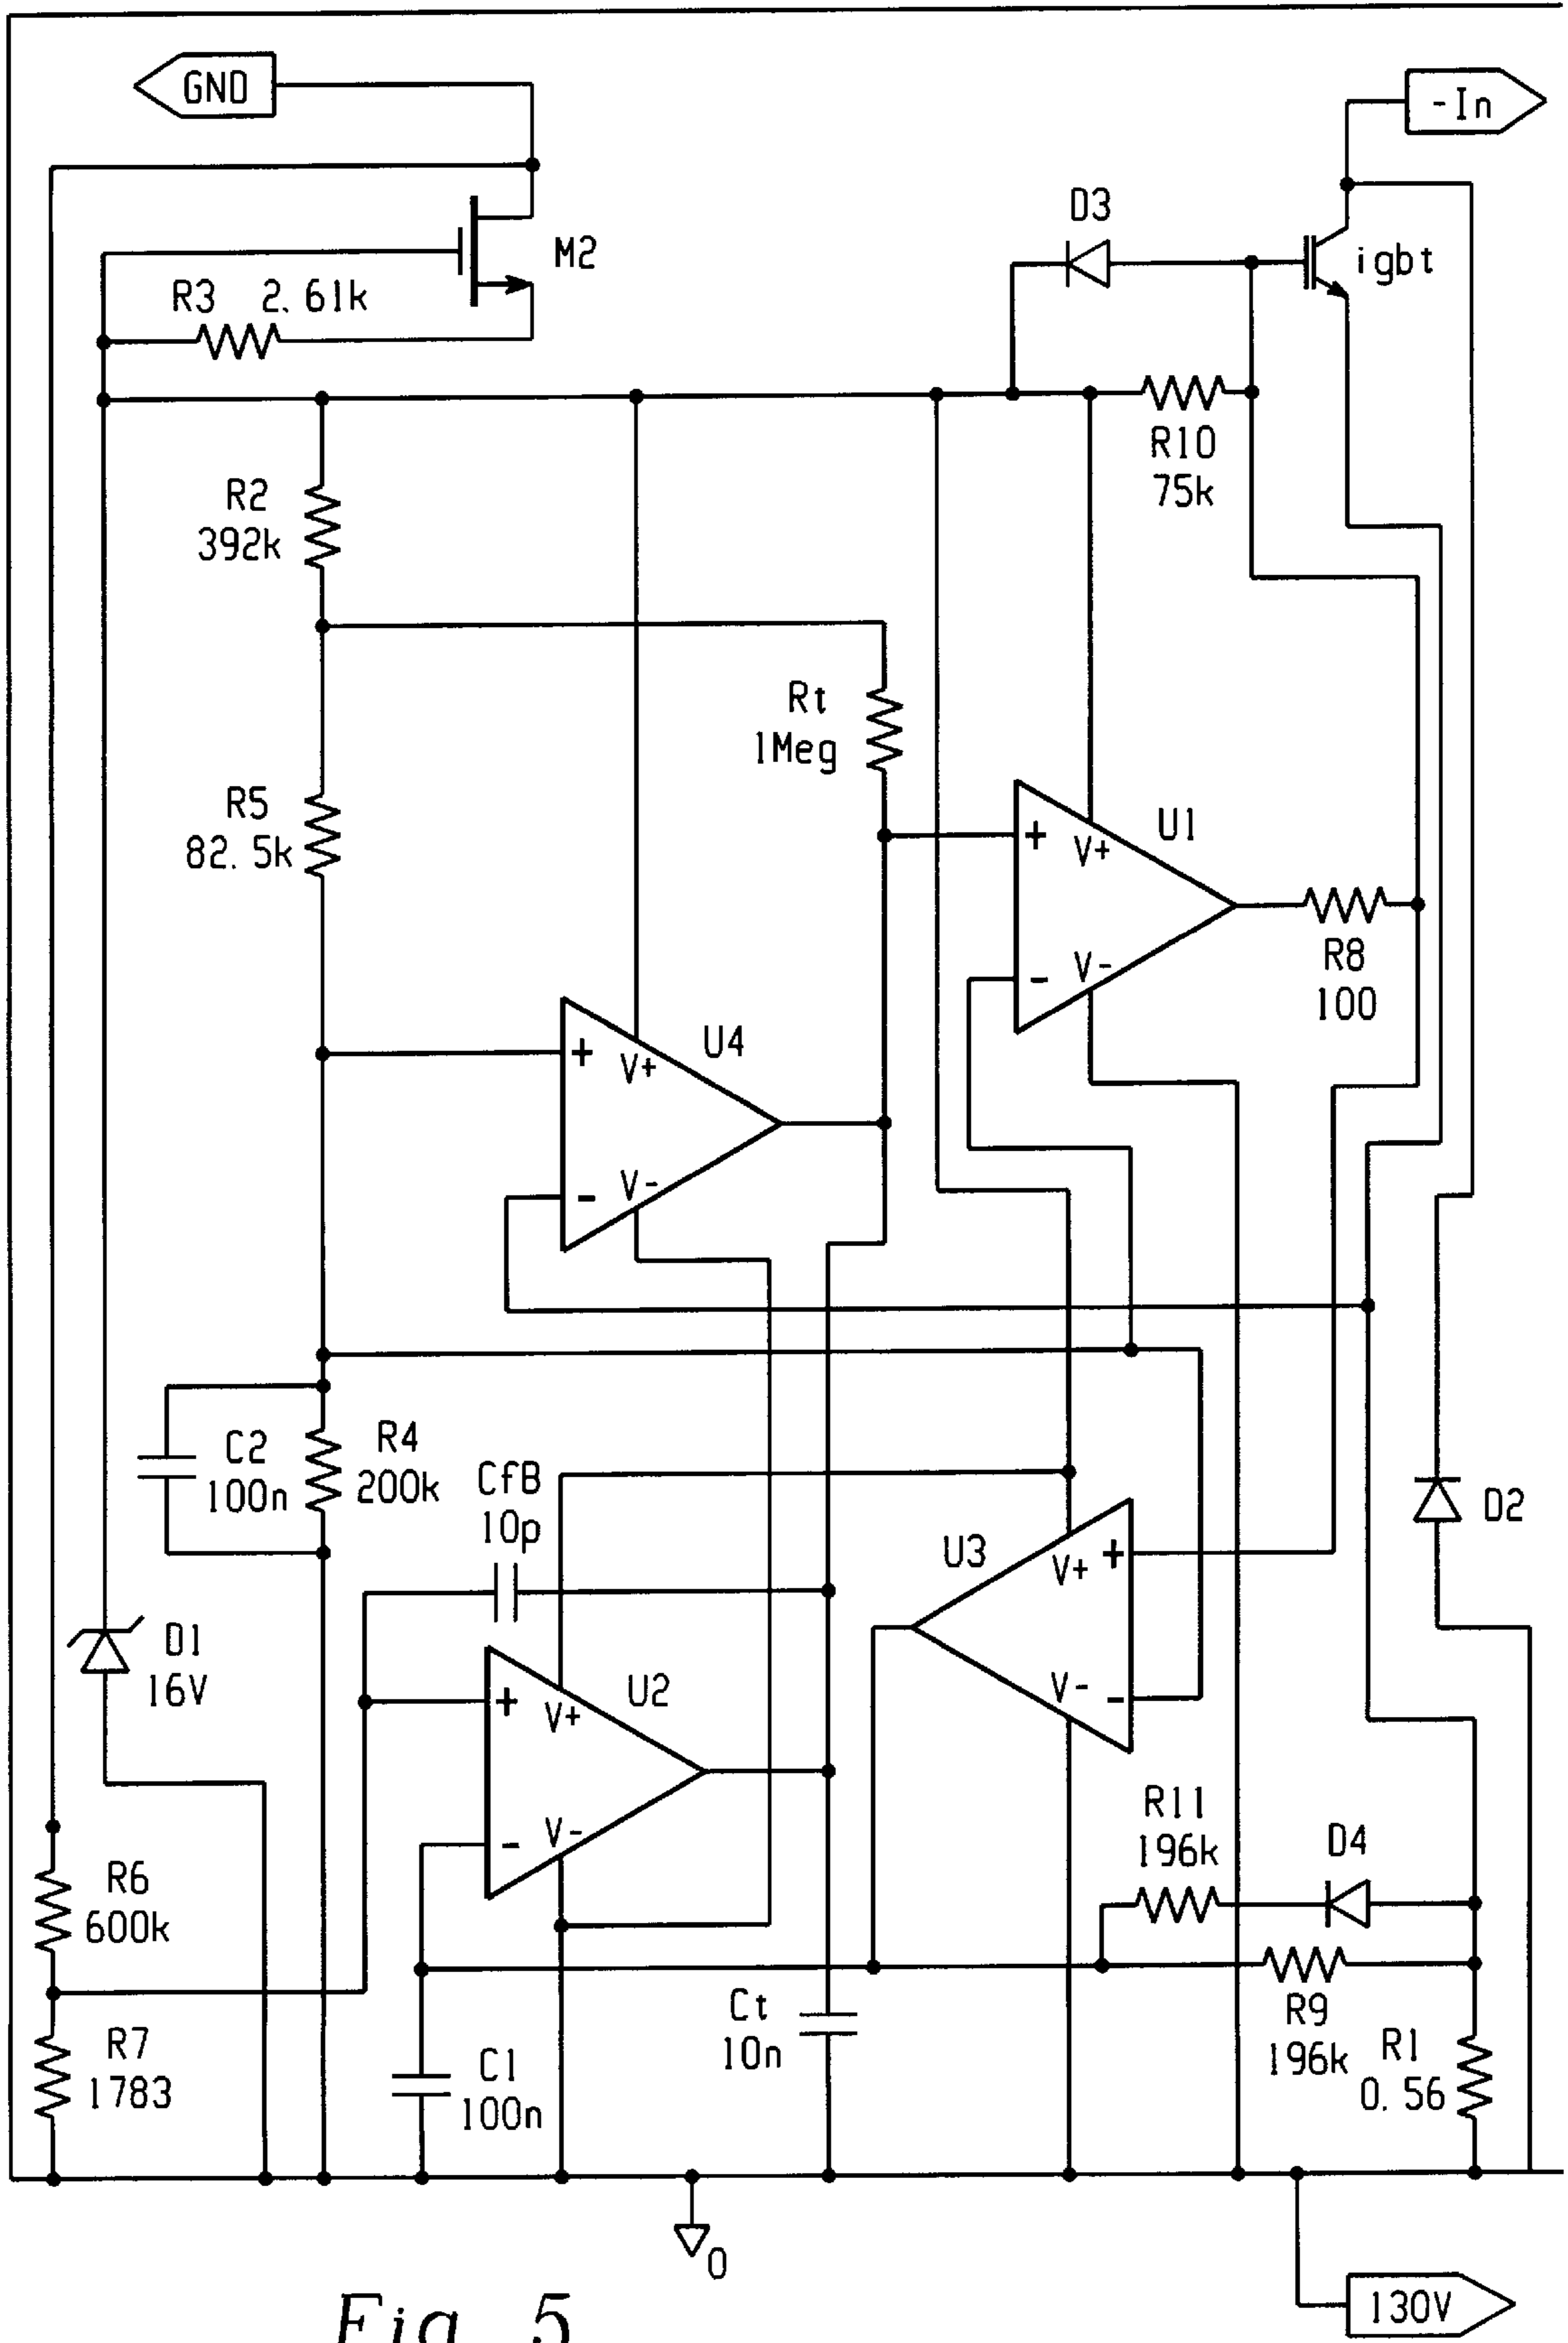 GND
-In
D3
igbt
M2
R3 2.61k
R10
75k
R2
392k
Rt
1Meg
R5
82.5k
U1
+
V+
V-
-
R8
100
U4
+
V+
V-
-
C2
100n
R4
200k
CfB
10p
D2
U3
V+
+
V-
-
D1
16V
U2
+
V+
V-
-
R11
196k
D4
R6
600k
R9
196k
R7
1783
C1
100n
Ct
10n
R1
0.56
0
130V
Fig. 5